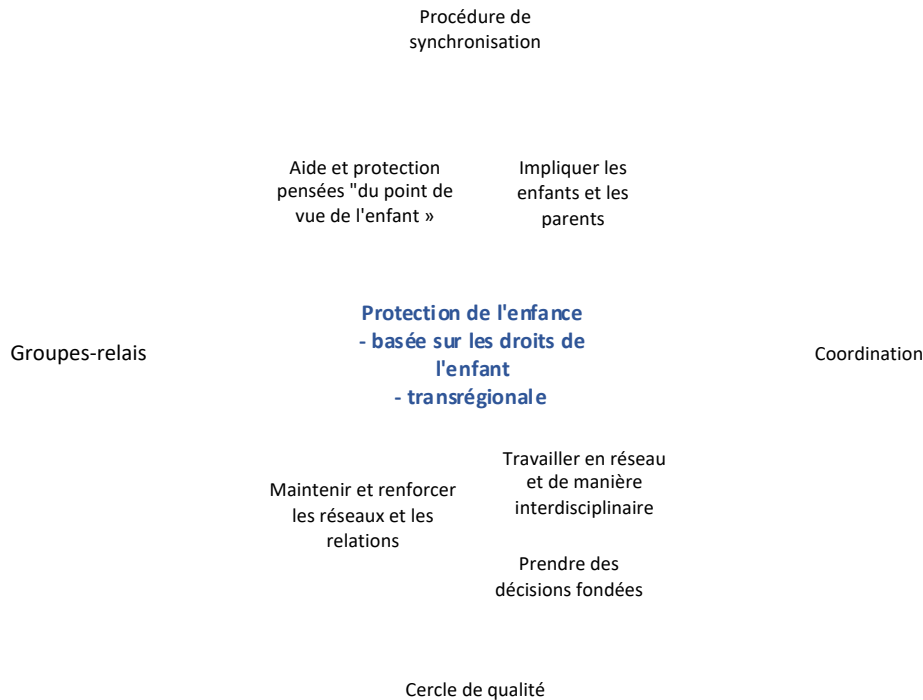 Procédure de
synchronisation
Aide et protection
pensées "du point de
vue de l'enfant »
Impliquer les
enfants et les
parents
Groupes-relais
Protection de l'enfance
- basée sur les droits de
l'enfant
- transrégionale
Coordination
Maintenir et renforcer
les réseaux et les
relations
Travailler en réseau
et de manière
interdisciplinaire
Prendre des
décisions fondées
Cercle de qualité